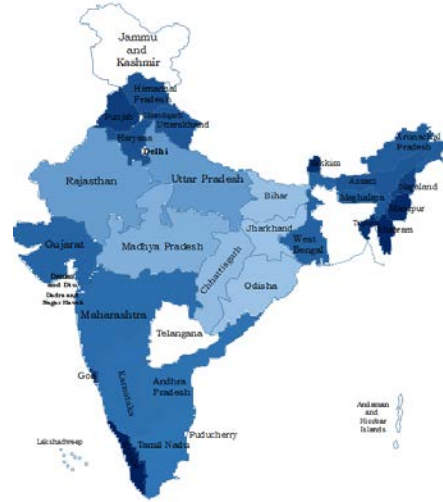 Jammu
and
Kashmir
Himachal
Pradesh
Punjab
Chandigarh
Uttarakhand
Haryana
Delhi
Arunachal
Pradesh
Sikkim
Rajasthan
Uttar Pradesh
Assam
Nagaland
Bihar
Meghalaya
Manipur
Jharkhand
West
Bengal
Gujarat
Madhya Pradesh
Chhattisgarh
Odisha
Daman
and Diu
Dadra and
Nagar Haveli
Maharashtra
Telangana
Goa
Karnataka
Andhra
Pradesh
Andaman
and
Nicobar
Islands
Puducherry
Lakshadweep
Tamil Nadu